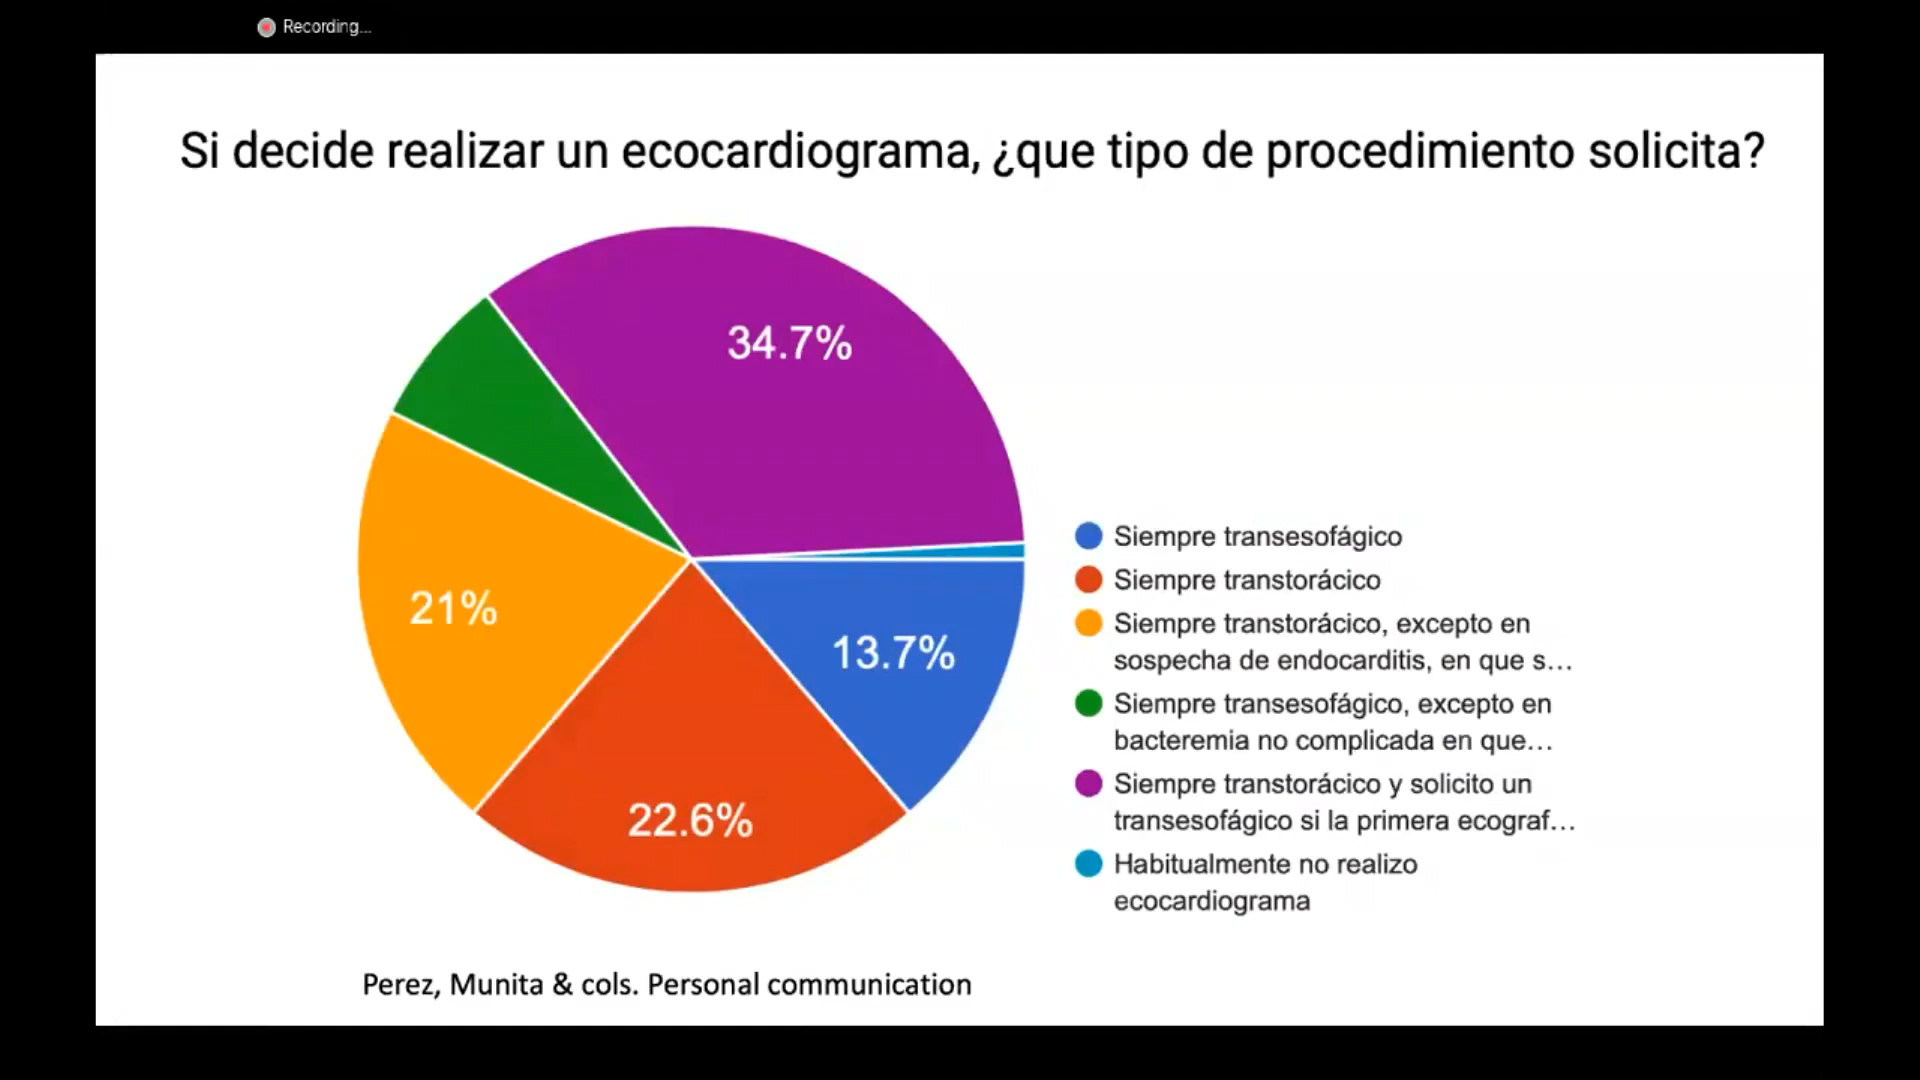 Recording...
Si decide realizar un ecocardiograma, ¿que tipo de procedimiento solicita?
34.7%
21%
13.7%
22.6%
Siempre transesofágico
Siempre transtorácico
Siempre transtorácico, excepto en
sospecha de endocarditis, en que s...
Siempre transesofágico, excepto en
bacteremia no complicada en que...
Siempre transtorácico y solicito un
transesofágico si la primera ecograf...
Habitualmente no realizo
ecocardiograma
Perez, Munita & cols. Personal communication